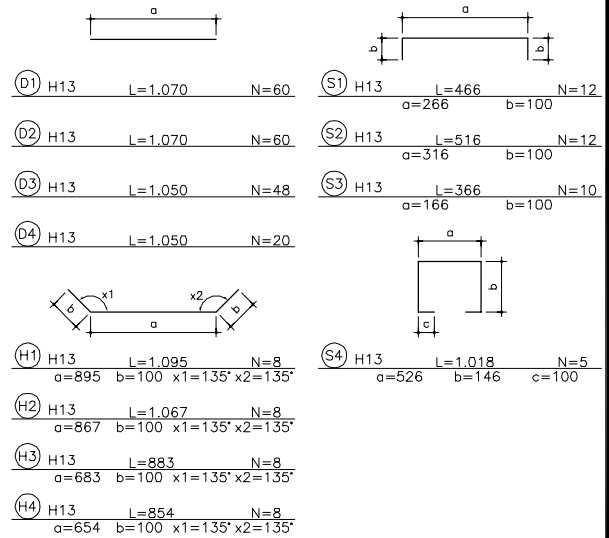 a
D1 H13 L=1.070 N=60
D2 H13 L=1.070 N=60
D3 H13 L=1.050 N=48
D4 H13 L=1.050 N=20
x1 x2
b a b
H1 H13 L=1.095 N=8
a=895 b=100 x1=135° x2=135°
H2 H13 L=1.067 N=8
a=867 b=100 x1=135° x2=135°
H3 H13 L=883 N=8
a=683 b=100 x1=135° x2=135°
H4 H13 L=854 N=8
a=654 b=100 x1=135° x2=135°
a
b b
S1 H13 L=466 N=12
a=266 b=100
S2 H13 L=516 N=12
a=316 b=100
S3 H13 L=366 N=10
a=166 b=100
a
b
c
S4 H13 L=1.018 N=5
a=526 b=146 c=100